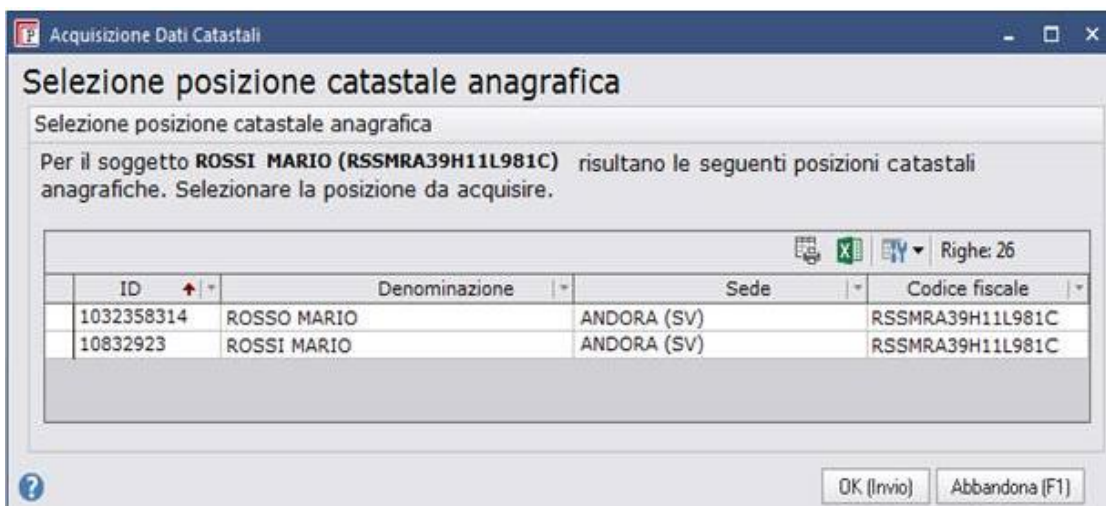 Acquisizione Dati Catastali
Selezione posizione catastale anagrafica
Selezione posizione catastale anagrafica
Per il soggetto ROSSI MARIO (RSSMRA39H11L981C) risultano le seguenti posizioni catastali
anagrafiche. Selezionare la posizione da acquisire.
Righe: 26
ID Denominazione Sede Codice fiscale
1032358314 ROSSO MARIO ANDORA (SV) RSSMRA39H11L981C
10832923 ROSSI MARIO ANDORA (SV) RSSMRA39H11L981C
OK (Invio) Abbandona (F1)